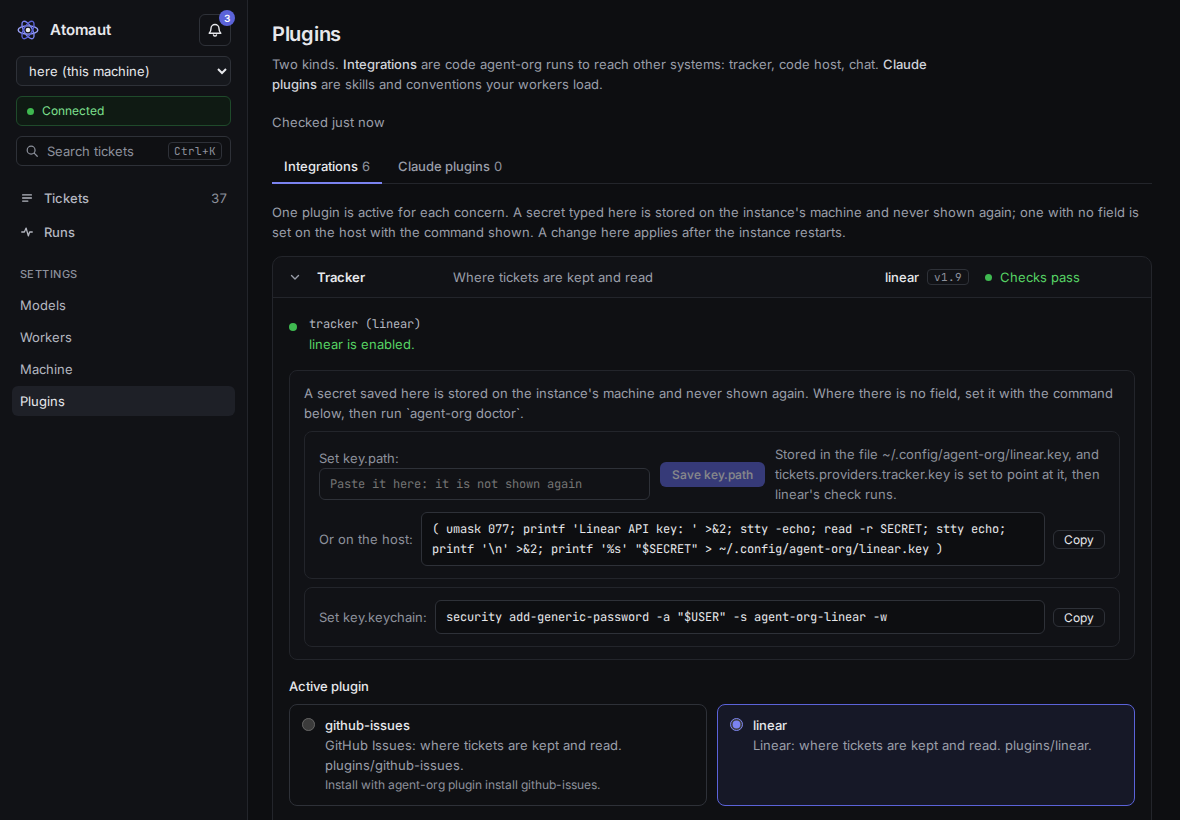 Atomaut
3
here (this machine)
Connected
Search tickets
Ctrl+K
Tickets 37
Runs
SETTINGS
Models
Workers
Machine
Plugins
Plugins
Two kinds. Integrations are code agent-org runs to reach other systems: tracker, code host, chat. Claude
plugins are skills and conventions your workers load.
Checked just now
Integrations 6
Claude plugins 0
One plugin is active for each concern. A secret typed here is stored on the instance's machine and never shown again; one with no field is
set on the host with the command shown. A change here applies after the instance restarts.
Tracker
Where tickets are kept and read
linear
v1.9
Checks pass
tracker (linear)
linear is enabled.
A secret saved here is stored on the instance's machine and never shown again. Where there is no field, set it with the command
below, then run `agent-org doctor`.
Set key.path:
Paste it here: it is not shown again
Save key.path
Stored in the file ~/.config/agent-org/linear.key, and
tickets.providers.tracker.key is set to point at it, then
linear's check runs.
Or on the host:
( umask 077; printf 'Linear API key: ' >&2; stty -echo; read -r SECRET; stty echo;
printf '\n' >&2; printf '%s' "$SECRET" > ~/.config/agent-org/linear.key )
Copy
Set key.keychain:
security add-generic-password -a "$USER" -s agent-org-linear -w
Copy
Active plugin
github-issues
GitHub Issues: where tickets are kept and read.
plugins/github-issues.
Install with agent-org plugin install github-issues.
linear
Linear: where tickets are kept and read. plugins/linear.